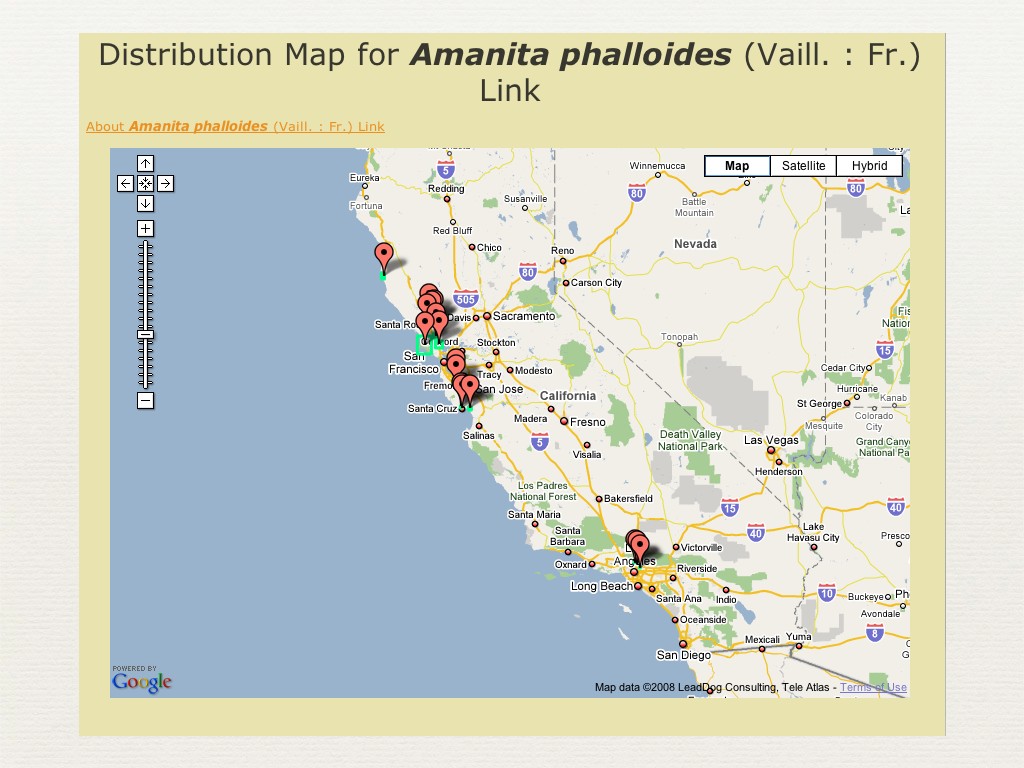 Distribution Map for Amanita phalloides (Vaill. : Fr.)
Link
About Amanita phalloides (Vaill. : Fr.) Link
Map Satellite Hybrid
Winnemucca
Eureka
5
Redding
80
80
Fortuna
Susanville
Battle
Mountain
Red Bluff
Chico
Reno
Nevada
80
Carson City
505
Santa Ro
Davis
Sacramento
Tonopah
Stockton
15
San
Francisco
Tracy
Modesto
Cedar City
Fremo
San Jose
Hurricane
California
St George
Kanab
Santa Cruz
Madera
Fresno
Mesquite
Colorado
City
Salinas
5
Death Valley
National Park
Las Vegas
Grand Cany
National Pa
Visalia
Henderson
Los Padres
National Forest
Bakersfield
15
40
Santa Maria
Santa
Barbara
40
Lake
Havasu City
Presco
Victorville
Oxnard
Angeles
Riverside
Long Beach
Santa Ana
Indio
10
Buckeye
Ph
Avondale
Oceanside
8
Mexicali
Yuma
San Diego
POWERED BY
Google
Map data ©2008 LeadDog Consulting, Tele Atlas - Terms of Use